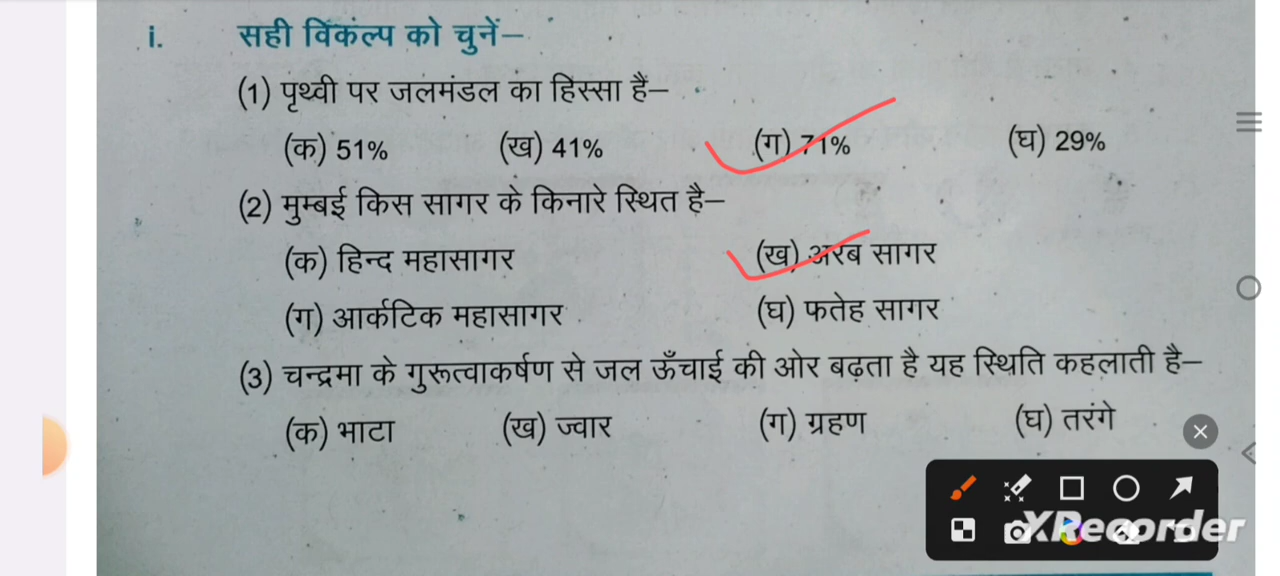 i. सही विकल्प को चुनें–
(1) पृथ्वी पर जलमंडल का हिस्सा है–
(क) 51% (ख) 41% (ग) 71% (घ) 29%
(2) मुम्बई किस सागर के किनारे स्थित है–
(क) हिन्द महासागर (ख) अरब सागर
(ग) आर्कटिक महासागर (घ) फतेह सागर
(3) चन्द्रमा के गुरूत्वाकर्षण से जल ऊँचाई की ओर बढ़ता है यह स्थिति कहलाती है–
(क) भाटा (ख) ज्वार (ग) ग्रहण (घ) तरंगे
XRecorder